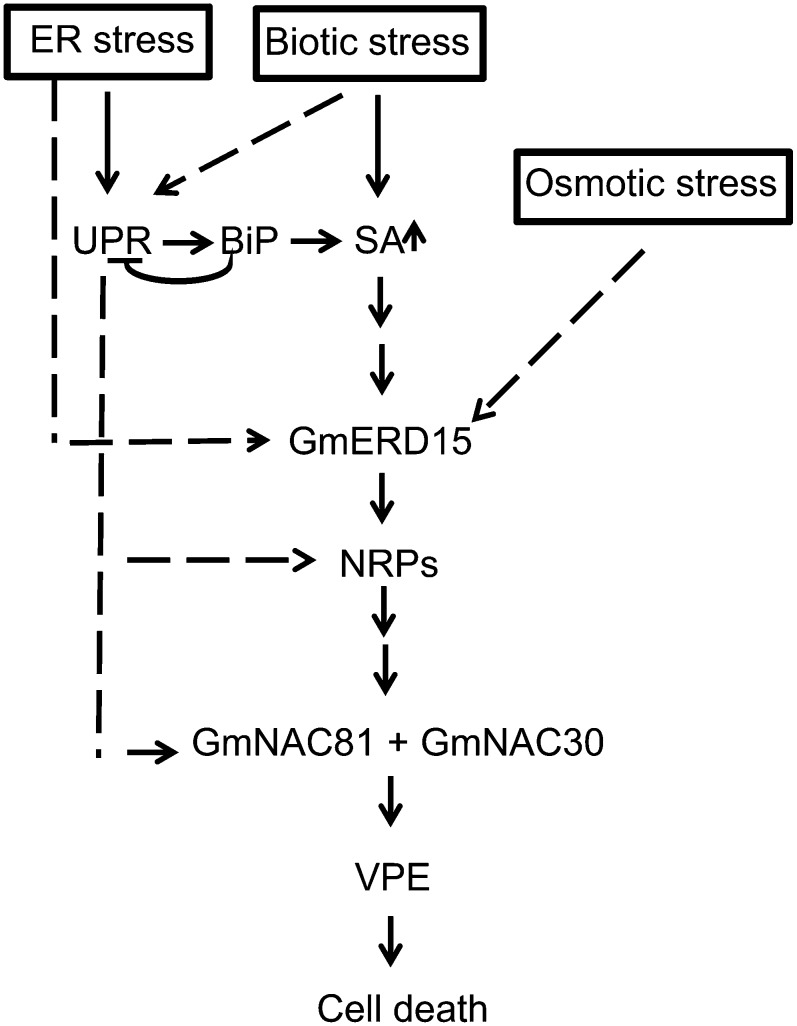 ER stress
Biotic stress
Osmotic stress
UPR
BiP
SA
GmERD15
NRPs
GmNAC81 + GmNAC30
VPE
Cell death